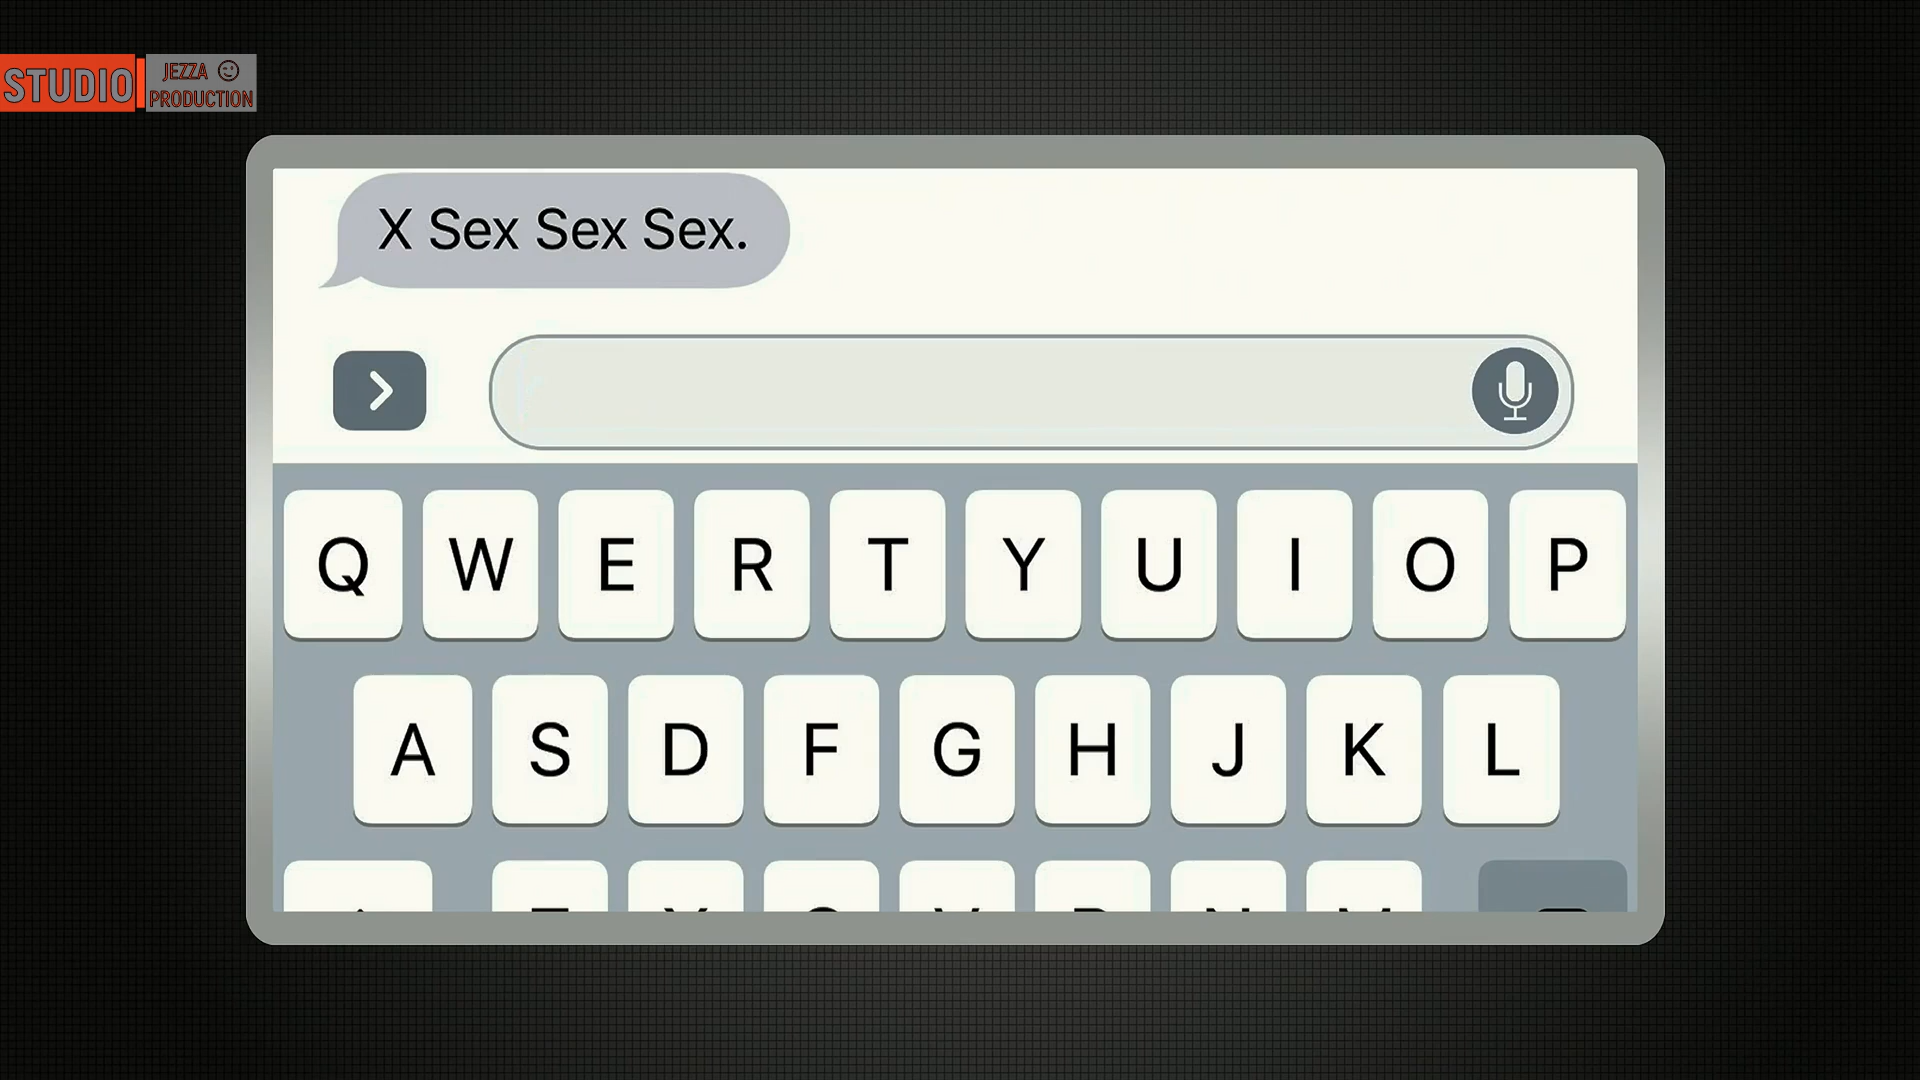 STUDIO
JEZZA
PRODUCTION
X Sex Sex Sex.
Q W E R T Y U I O P
A S D F G H J K L